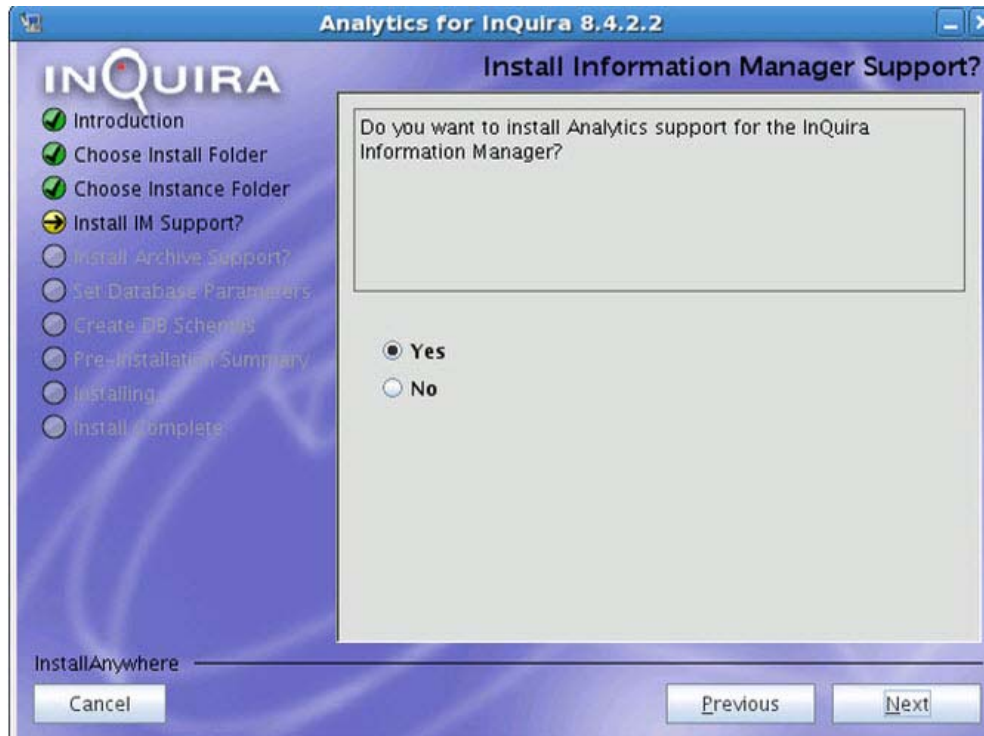 Analytics for InQuira 8.4.2.2
INQUIRA
Install Information Manager Support?
Introduction
Choose Install Folder
Choose Instance Folder
Install IM Support?
Install Archive Support?
Set Database Parameters
Create DB Schemas
Pre-Installation Summary
Installing...
Install Complete
Do you want to install Analytics support for the InQuira
Information Manager?
Yes
No
InstallAnywhere
Cancel
Previous
Next